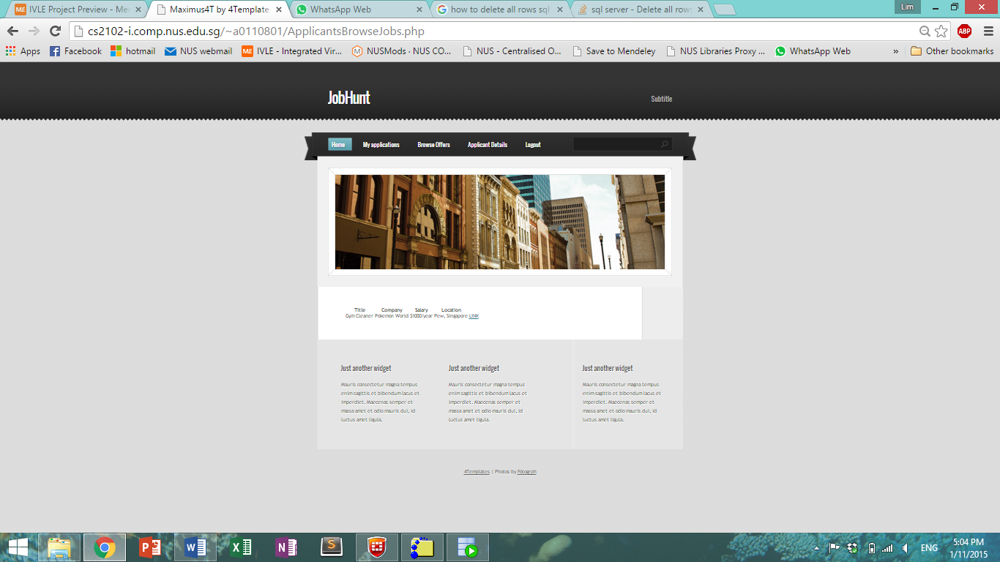 IVLE Project Preview - Me
Maximus4T by 4Template
WhatsApp Web
how to delete all rows sql
sql server - Delete all row
Lim
cs2102-i.comp.nus.edu.sg/~a0110801/ApplicantsBrowseJobs.php
ABP
Apps
Facebook
hotmail
NUS webmail
IVLE - Integrated Vir...
NUSMods · NUS CO...
NUS - Centralised O...
Save to Mendeley
NUS Libraries Proxy ...
WhatsApp Web
»
Other bookmarks
JobHunt
Subtitle
Home
My applications
Browse Offers
Applicant Details
Logout
Title Company Salary Location
Gym Cleaner Pokemon World $1000/year Pew, Singapore LINK
Just another widget
Mauris consectetur magna tempus
enim sagittis et bibendum lacus et
imperdiet. Maecenas semper et
massa amet et odio mauris dui, id
luctus amet ligula.
Just another widget
Mauris consectetur magna tempus
enim sagittis et bibendum lacus et
imperdiet. Maecenas semper et
massa amet et odio mauris dui, id
luctus amet ligula.
Just another widget
Mauris consectetur magna tempus
enim sagittis et bibendum lacus et
imperdiet. Maecenas semper et
massa amet et odio mauris dui, id
luctus amet ligula.
4Templates | Photos by Fotogrph
ENG
5:04 PM
1/11/2015